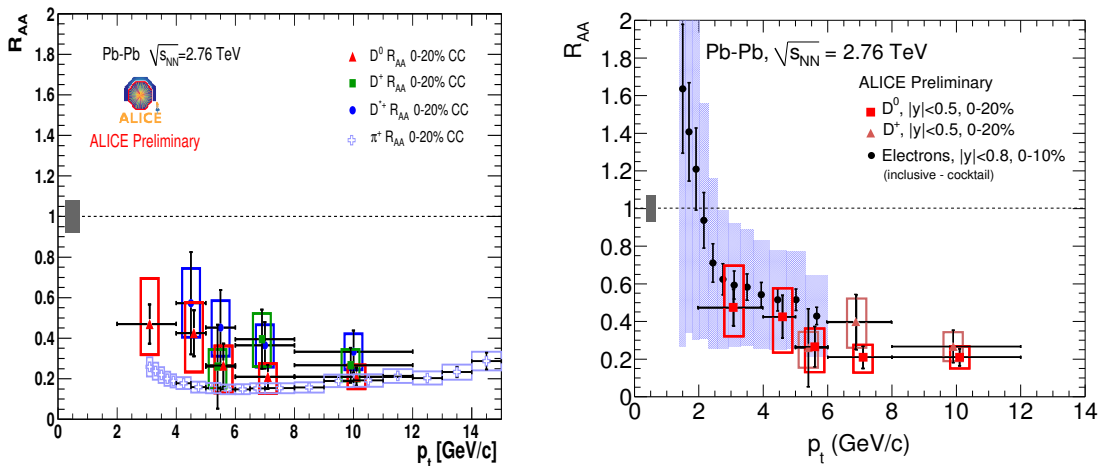 R_AA
2
1.8
1.6
1.4
1.2
1
0.8
0.6
0.4
0.2
0
Pb-Pb √s_NN = 2.76 TeV
ALICE
ALICE Preliminary
D⁰ R_AA 0-20% CC
D⁺ R_AA 0-20% CC
D*⁺ R_AA 0-20% CC
π⁺ R_AA 0-20% CC
0 2 4 6 8 10 12 14
p_t [GeV/c]
R_AA
2
1.8
1.6
1.4
1.2
1
0.8
0.6
0.4
0.2
0
Pb-Pb, √s_NN = 2.76 TeV
ALICE Preliminary
D⁰, |y|<0.5, 0-20%
D⁺, |y|<0.5, 0-20%
Electrons, |y|<0.8, 0-10%
(inclusive - cocktail)
0 2 4 6 8 10 12 14
p_t (GeV/c)